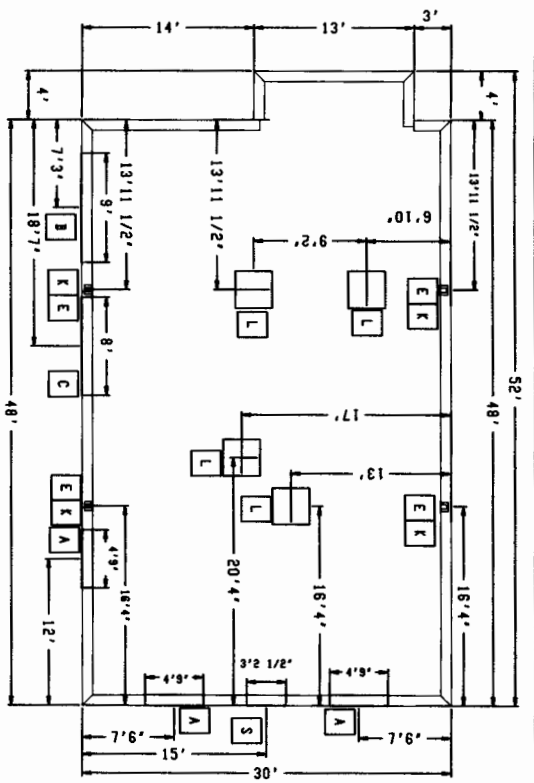 14'
13'
3'
4'
4'
7'3'
9'
13'11 1/2"
13'11 1/2"
13'11 1/2"
6'10"
9'2"
18'7"
B
K
E
L
L
E
K
8'
C
48'
52'
48'
17'
13'
L
L
E
K
A
E
K
4'9"
12'
16'4"
20'4"
16'4"
16'4"
4'9"
3'2 1/2"
4'9"
A
S
A
7'6"
7'6"
15'
30'